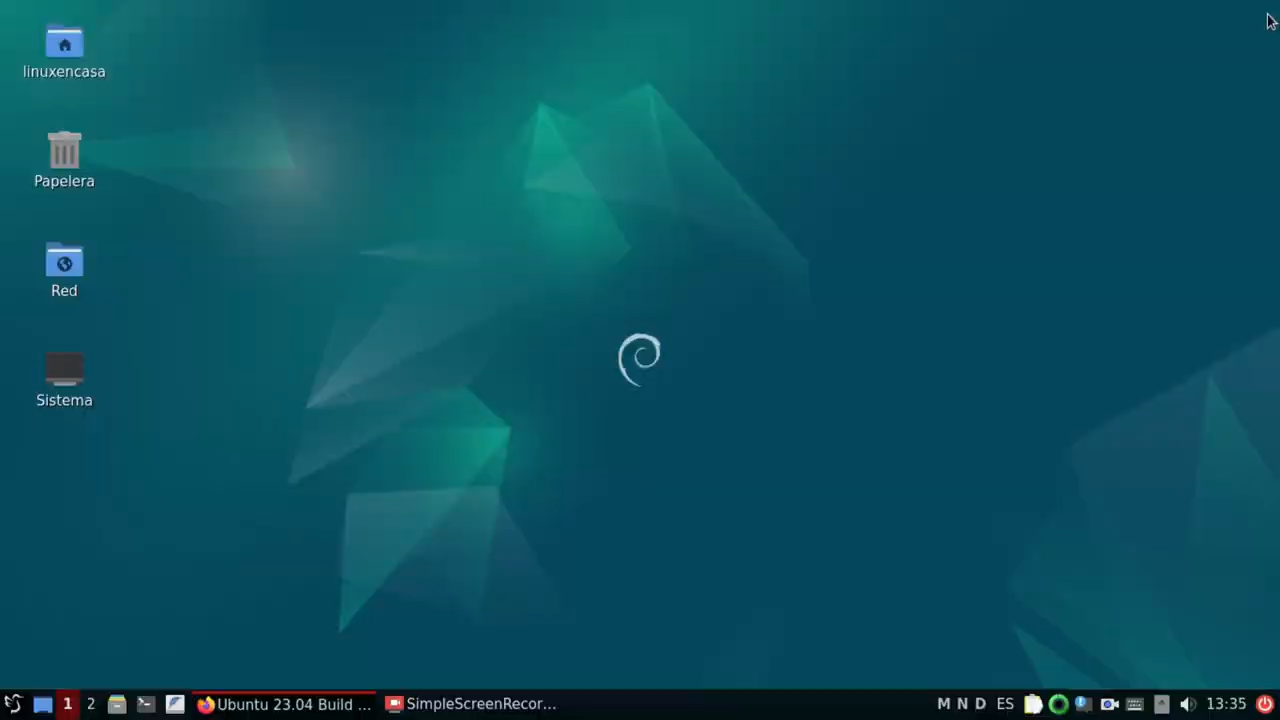 linuxencasa
Papelera
Red
Sistema
1 2 Ubuntu 23.04 Build ... SimpleScreenRecor... M N D ES 13:35